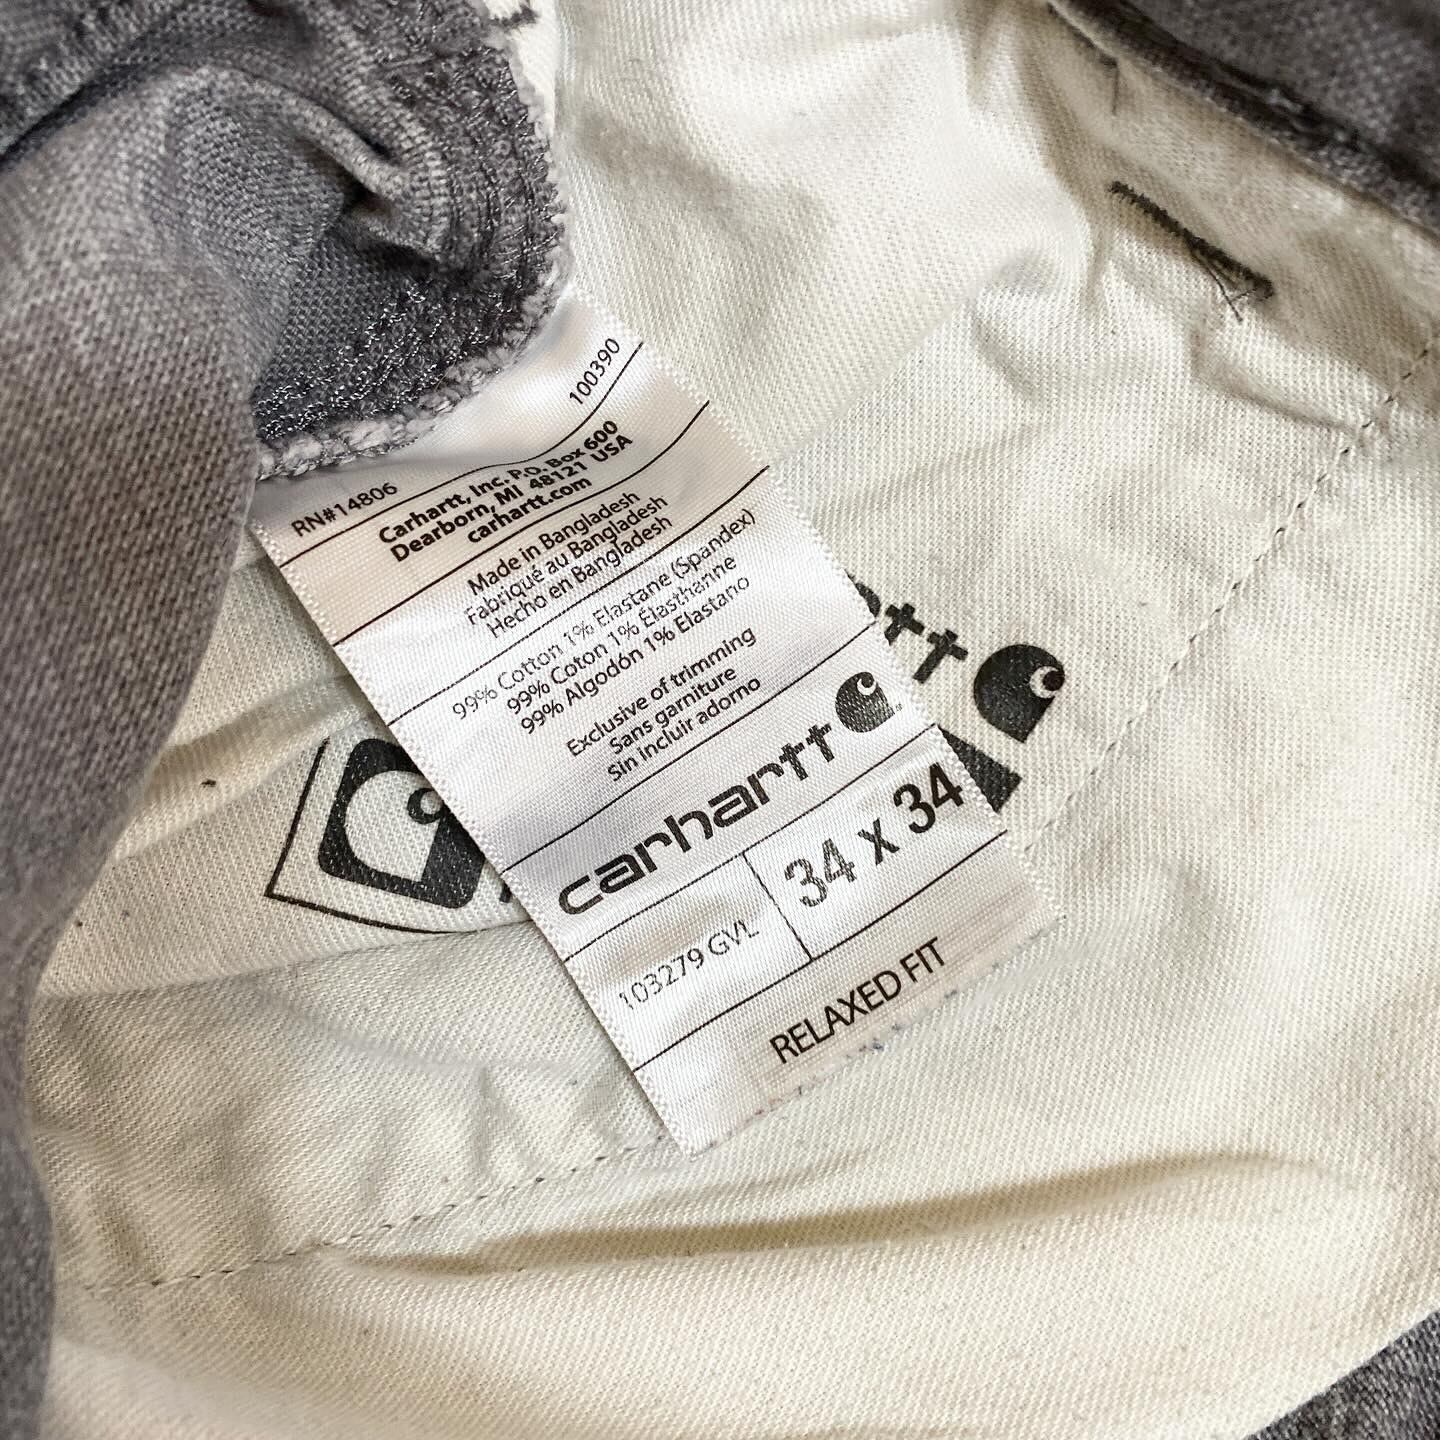 RN#14806 100390
Carhartt, Inc. P.O. Box 600
Dearborn, MI 48121 USA
carhartt.com
Made in Bangladesh
Fabriqué au Bangladesh
Hecho en Bangladesh
99% Cotton 1% Elastane (Spandex)
99% Coton 1% Élasthanne
99% Algodón 1% Elastano
Exclusive of trimming
Sans garniture
Sin incluir adorno
carhartt
103279 GVL 34 x 34
RELAXED FIT